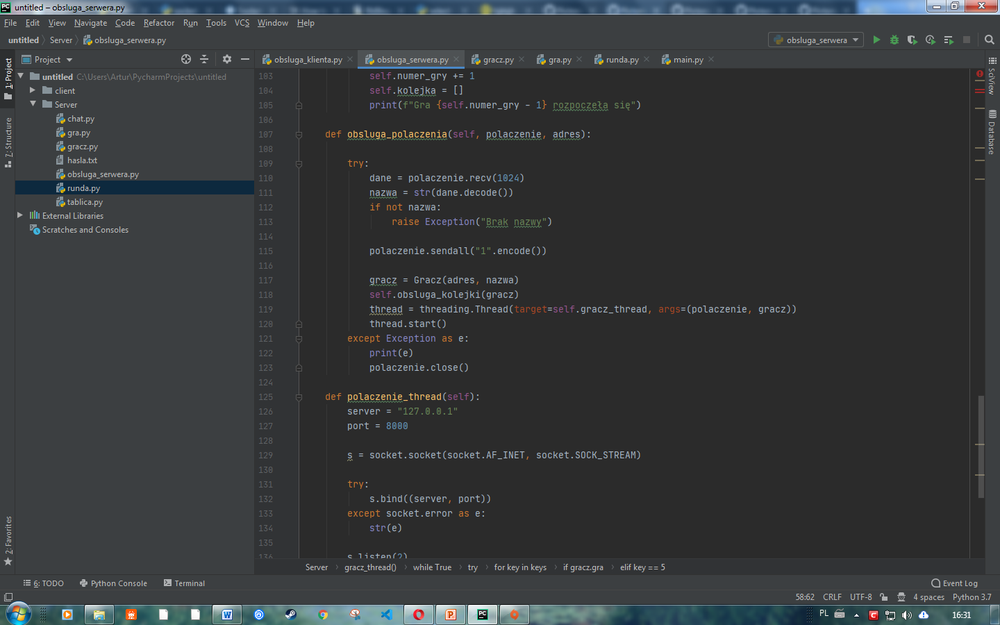 untitled – obsluga_serwera.py
File Edit View Navigate Code Refactor Run Tools VCS Window Help
untitled Server obsluga_serwera.py
obsluga_serwera
Project
obsluga_klienta.py obsluga_serwera.py gracz.py gra.py runda.py main.py
1: Project
7: Structure
2: Favorites
untitled C:\Users\Artur\PycharmProjects\untitled
client
Server
chat.py
gra.py
gracz.py
hasla.txt
obsluga_serwera.py
runda.py
tablica.py
External Libraries
Scratches and Consoles
103 self.numer_gry += 1
104 self.kolejka = []
105 print(f"Gra {self.numer_gry - 1} rozpoczeła się")
106
107 def obsluga_polaczenia(self, polaczenie, adres):
108
109 try:
110 dane = polaczenie.recv(1024)
111 nazwa = str(dane.decode())
112 if not nazwa:
113 raise Exception("Brak nazwy")
114
115 polaczenie.sendall("1".encode())
116
117 gracz = Gracz(adres, nazwa)
118 self.obsluga_kolejki(gracz)
119 thread = threading.Thread(target=self.gracz_thread, args=(polaczenie, gracz))
120 thread.start()
121 except Exception as e:
122 print(e)
123 polaczenie.close()
124
125 def polaczenie_thread(self):
126 server = "127.0.0.1"
127 port = 8000
128
129 s = socket.socket(socket.AF_INET, socket.SOCK_STREAM)
130
131 try:
132 s.bind((server, port))
133 except socket.error as e:
134 str(e)
135
136 s.listen(2)
SciView
Database
Server gracz_thread() while True try for key in keys if gracz.gra elif key == 5
6: TODO Python Console Terminal Event Log
58:62 CRLF UTF-8 4 spaces Python 3.7
PL 16:31